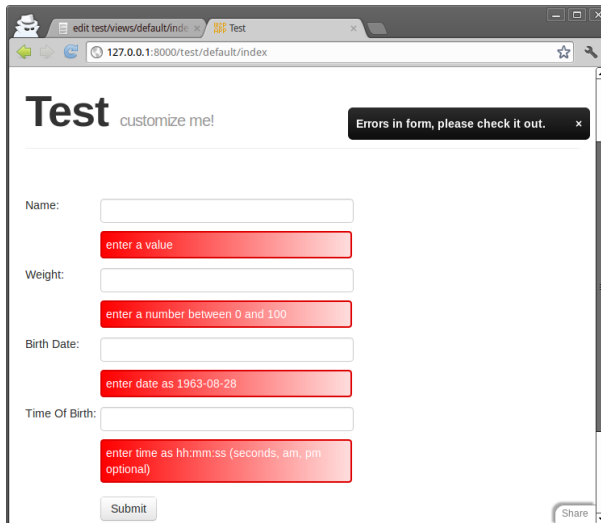 edit test/views/default/inde
Test
127.0.0.1:8000/test/default/index
Test customize me!
Errors in form, please check it out. ×
Name:
enter a value
Weight:
enter a number between 0 and 100
Birth Date:
enter date as 1963-08-28
Time Of Birth:
enter time as hh:mm:ss (seconds, am, pm
optional)
Submit
Share